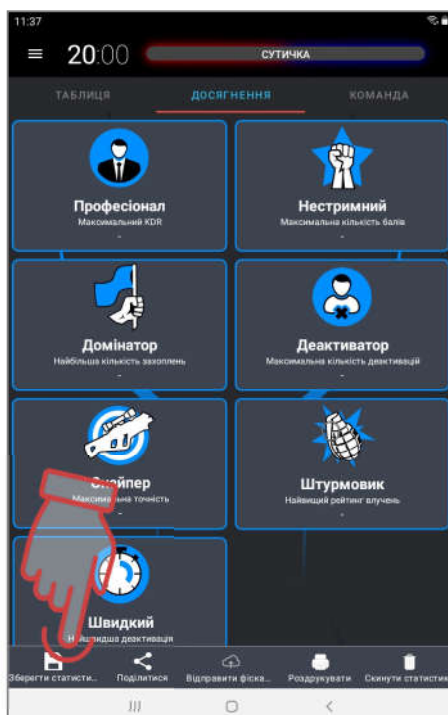 11:37
20:00
СУТИЧКА
ТАБЛИЦЯ
ДОСЯГНЕННЯ
КОМАНДА
Професіонал
Максимальний KDR
-
Нестримний
Максимальна кількість балів
-
Домінатор
Найбільша кількість захоплень
-
Деактиватор
Максимальна кількість деактивацій
-
Снайпер
Максимальна точність
-
Штурмовик
Найвищий рейтинг влучень
-
Швидкий
Найшвидша деактивація
Зберегти статисти...
Поділитися
Відправити фіска...
Роздрукувати
Скинути статистик